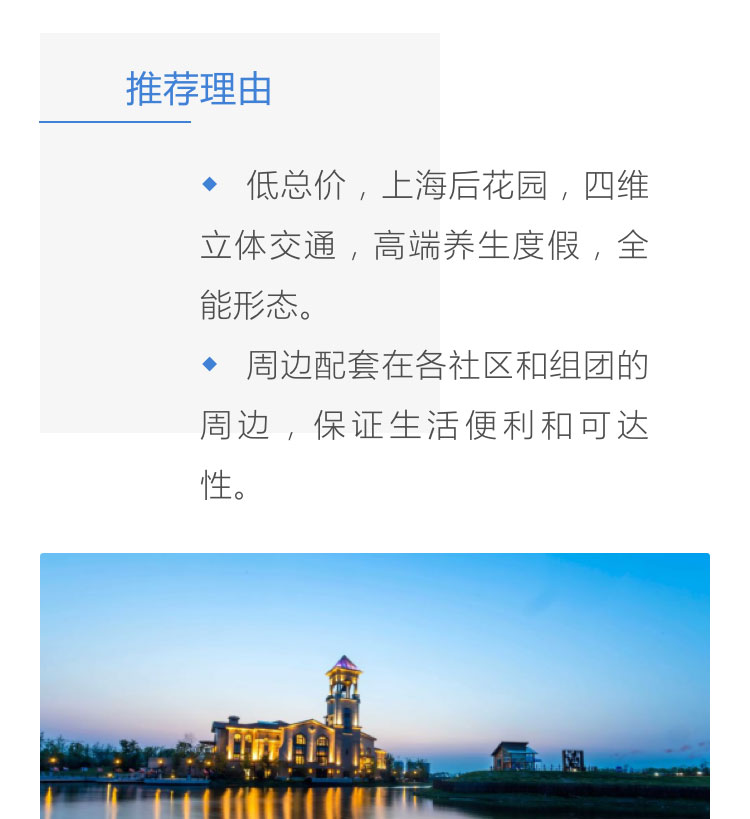 推荐理由
低总价，上海后花园，四维
立体交通，高端养生度假，全
能形态。
周边配套在各社区和组团的
周边，保证生活便利和可达
性。